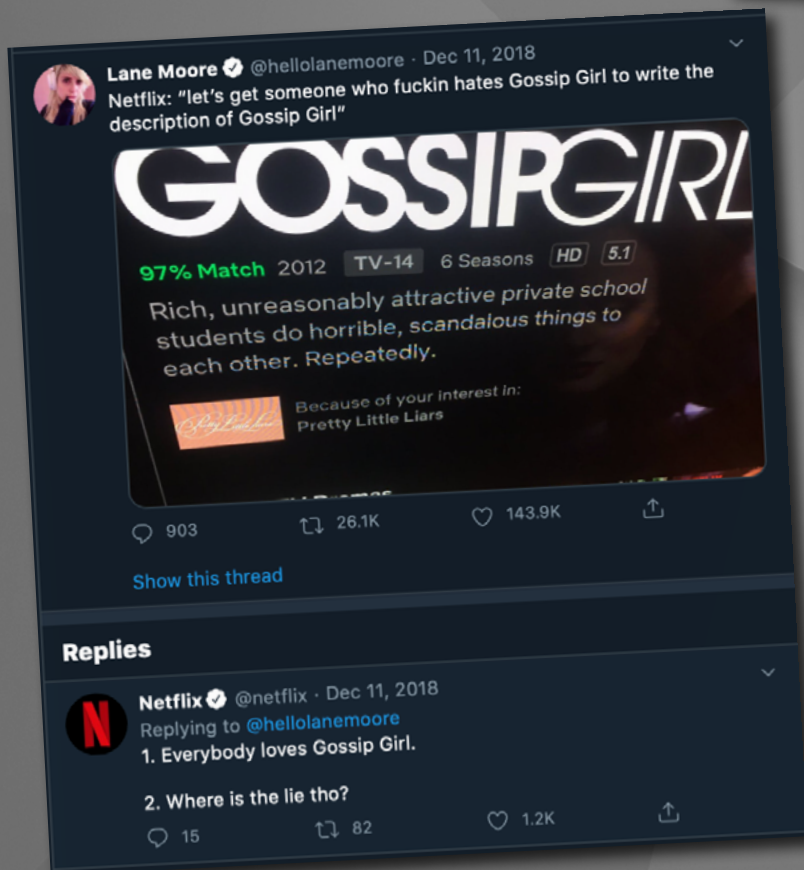 Lane Moore @hellolanemoore · Dec 11, 2018
Netflix: “let’s get someone who fuckin hates Gossip Girl to write the
description of Gossip Girl”
GOSSIPGIRL
97% Match 2012 TV-14 6 Seasons HD 5.1
Rich, unreasonably attractive private school
students do horrible, scandalous things to
each other. Repeatedly.
Because of your interest in:
Pretty Little Liars
903 26.1K 143.9K
Show this thread
Replies
N
Netflix @netflix · Dec 11, 2018
Replying to @hellolanemoore
1. Everybody loves Gossip Girl.
2. Where is the lie tho?
15 82 1.2K